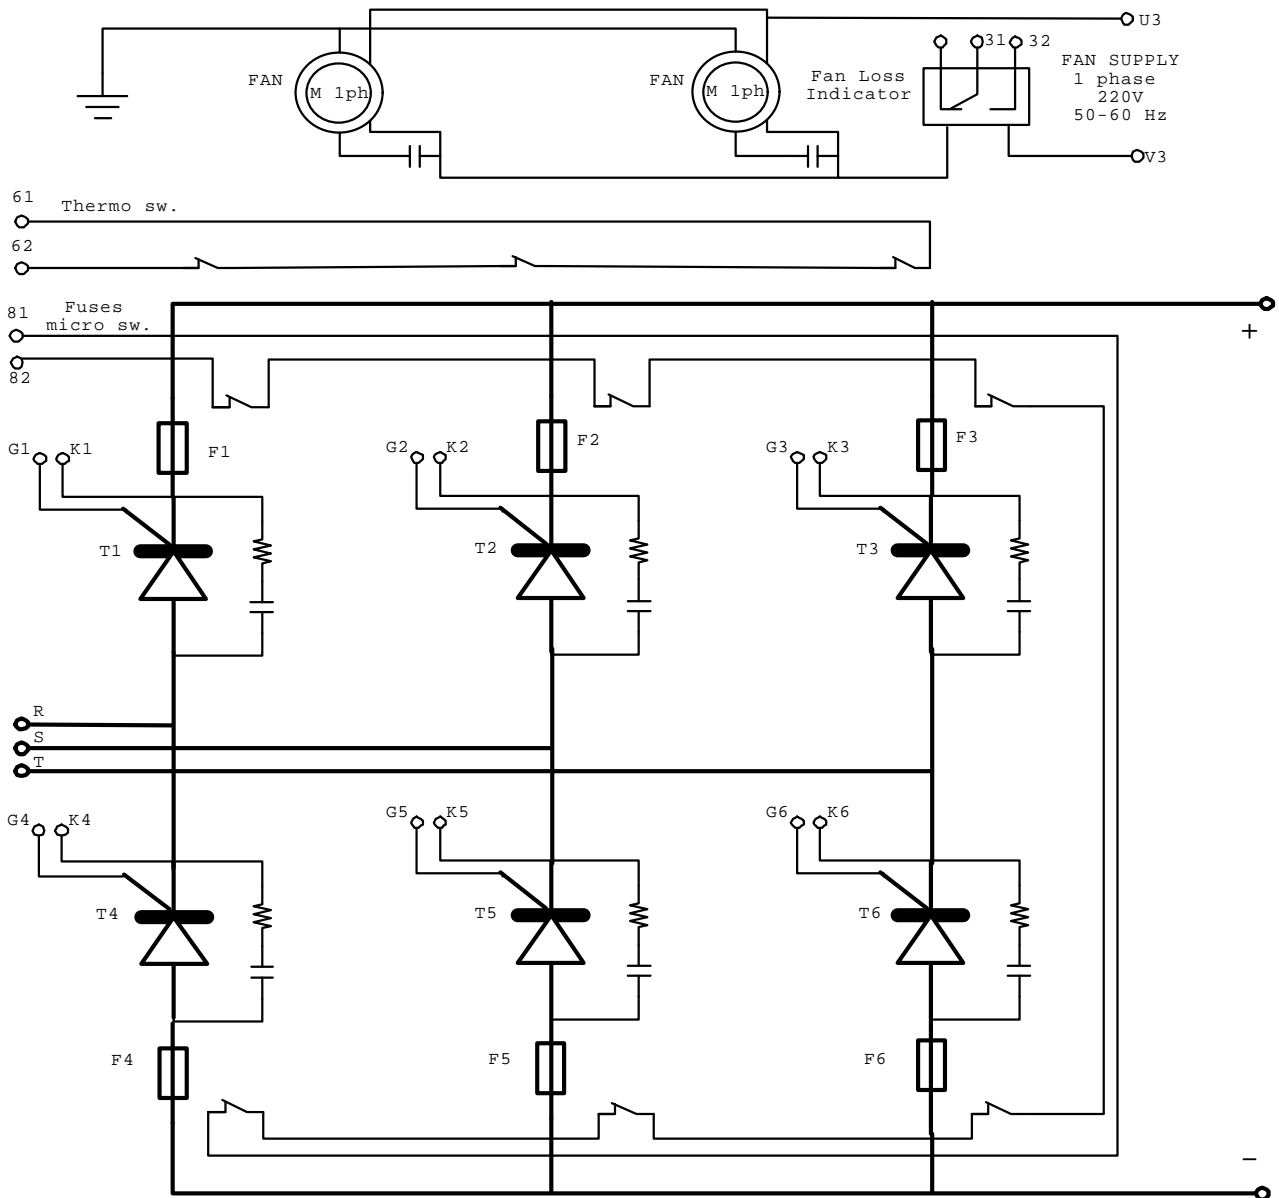 U3
31 32
FAN
M 1ph
FAN
M 1ph
Fan Loss
Indicator
FAN SUPPLY
1 phase
220V
50-60 Hz
V3
61
Thermo sw.
62
81
Fuses
micro sw.
82
+
G1 K1
F1
G2 K2
F2
G3 K3
F3
T1
T2
T3
R
S
T
G4 K4
G5 K5
G6 K6
T4
T5
T6
F4
F5
F6
-